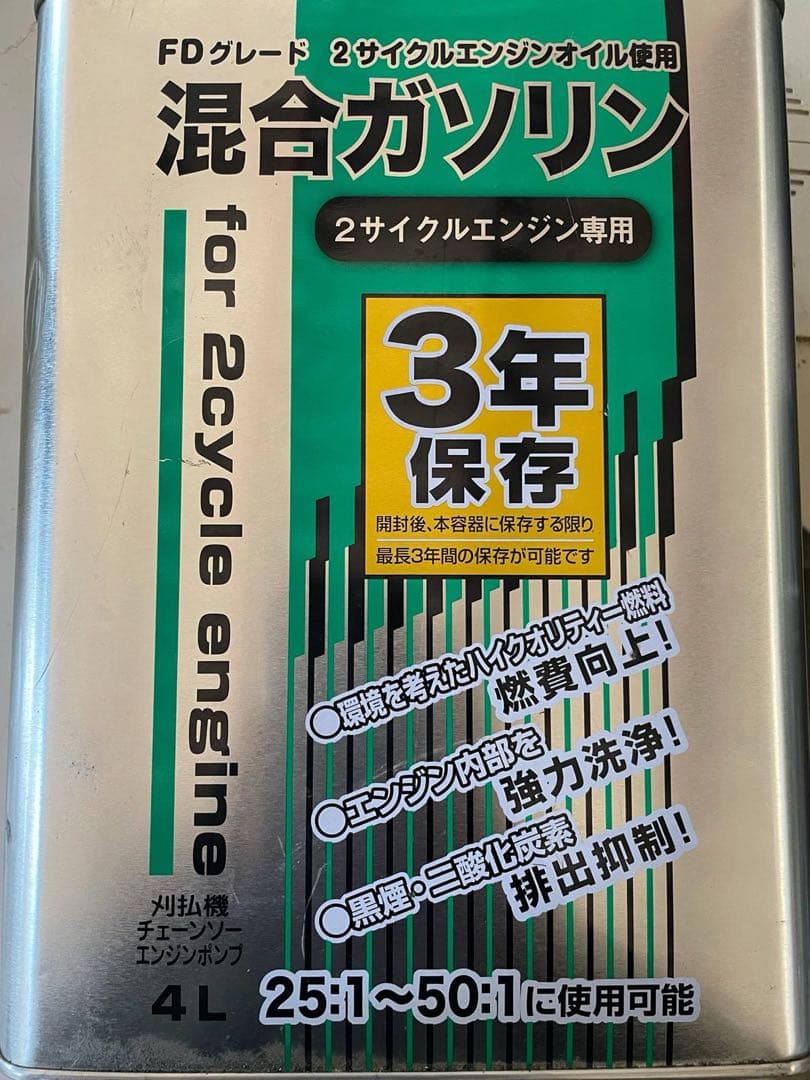 FDグレード 2サイクルエンジンオイル使用
混合ガソリン
2サイクルエンジン専用
for 2cycle engine
3年
保存
開封後、本容器に保存する限り
最長3年間の保存が可能です
●環境を考えたハイクオリティー燃料
燃費向上!
●エンジン内部を
強力洗浄!
●黒煙・二酸化炭素
排出抑制!
刈払機
チェーンソー
エンジンポンプ
4L
25:1～50:1に使用可能